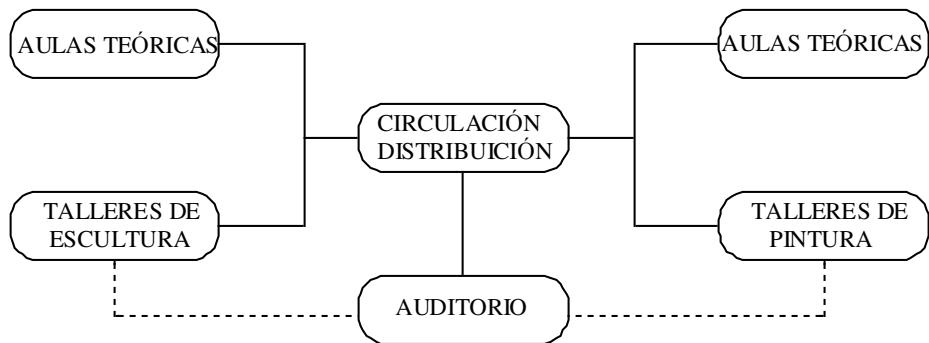 AULAS TEÓRICAS
AULAS TEÓRICAS
CIRCULACIÓN
DISTRIBUICIÓN
TALLERES DE
ESCULTURA
TALLERES DE
PINTURA
AUDITORIO